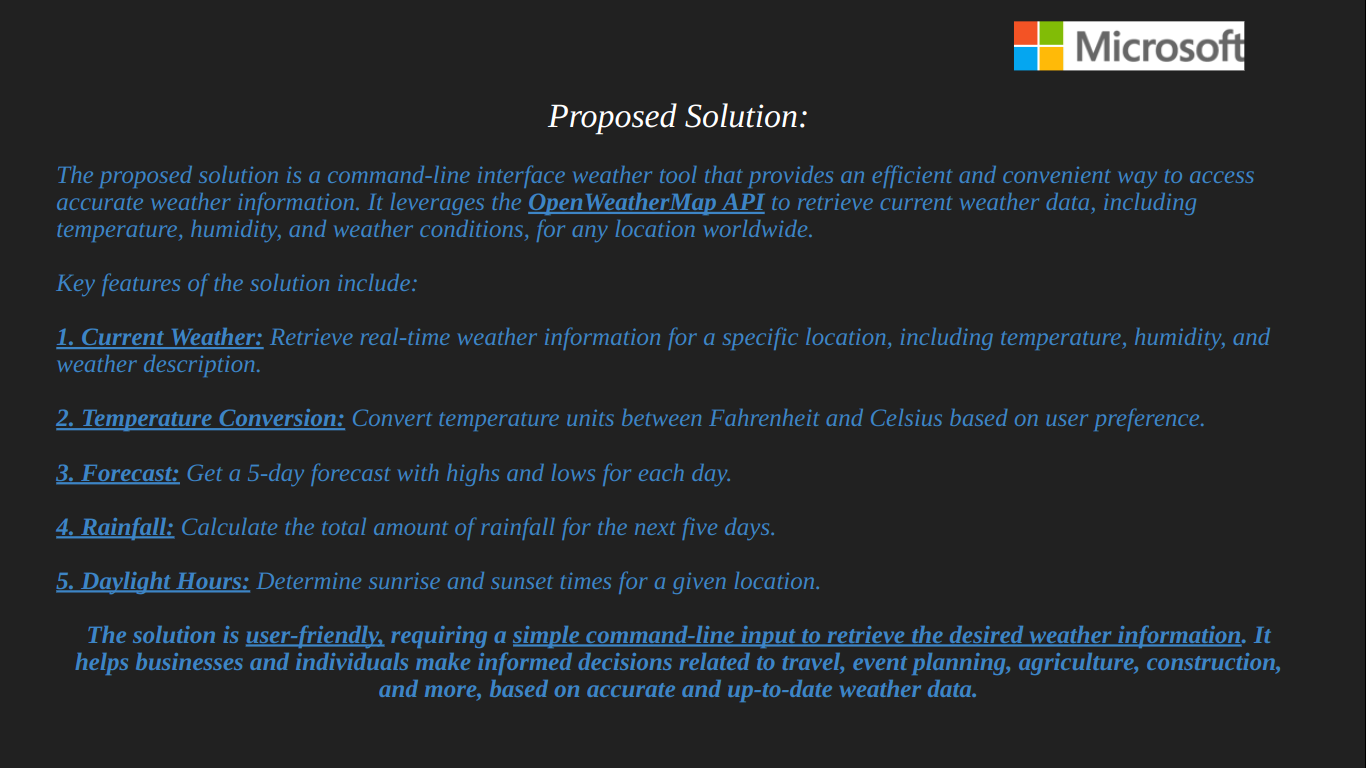 Microsoft
Proposed Solution:
The proposed solution is a command-line interface weather tool that provides an efficient and convenient way to access
accurate weather information. It leverages the OpenWeatherMap API to retrieve current weather data, including
temperature, humidity, and weather conditions, for any location worldwide.
Key features of the solution include:
1. Current Weather: Retrieve real-time weather information for a specific location, including temperature, humidity, and
weather description.
2. Temperature Conversion: Convert temperature units between Fahrenheit and Celsius based on user preference.
3. Forecast: Get a 5-day forecast with highs and lows for each day.
4. Rainfall: Calculate the total amount of rainfall for the next five days.
5. Daylight Hours: Determine sunrise and sunset times for a given location.
The solution is user-friendly, requiring a simple command-line input to retrieve the desired weather information. It
helps businesses and individuals make informed decisions related to travel, event planning, agriculture, construction,
and more, based on accurate and up-to-date weather data.